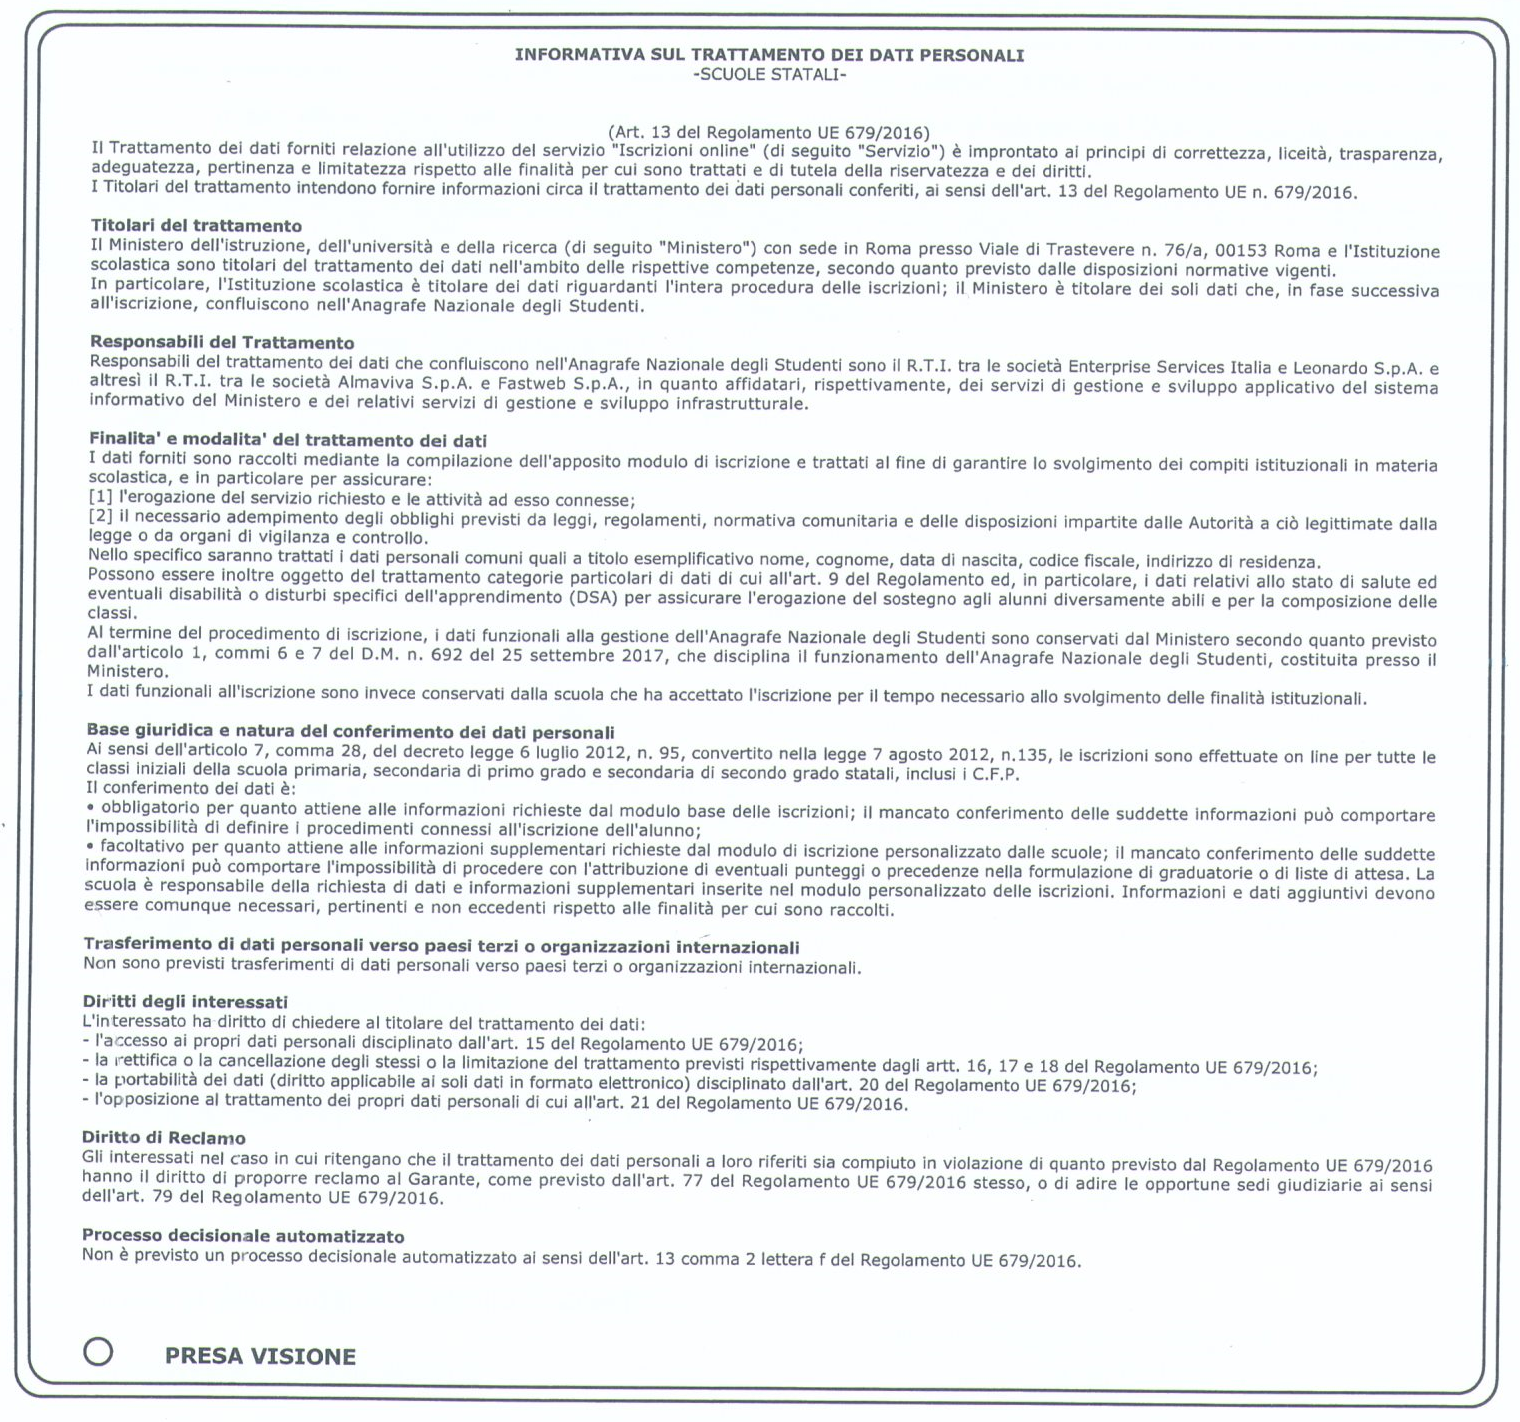 INFORMATIVA SUL TRATTAMENTO DEI DATI PERSONALI
-SCUOLE STATALI-
(Art. 13 del Regolamento UE 679/2016)
Il Trattamento dei dati forniti relazione all'utilizzo del servizio "Iscrizioni online" (di seguito "Servizio") è improntato ai principi di correttezza, liceità, trasparenza,
adeguatezza, pertinenza e limitatezza rispetto alle finalità per cui sono trattati e di tutela della riservatezza e dei diritti.
I Titolari del trattamento intendono fornire informazioni circa il trattamento dei dati personali conferiti, ai sensi dell'art. 13 del Regolamento UE n. 679/2016.
Titolari del trattamento
Il Ministero dell'istruzione, dell'università e della ricerca (di seguito "Ministero") con sede in Roma presso Viale di Trastevere n. 76/a, 00153 Roma e l'Istituzione
scolastica sono titolari del trattamento dei dati nell'ambito delle rispettive competenze, secondo quanto previsto dalle disposizioni normative vigenti.
In particolare, l'Istituzione scolastica è titolare dei dati riguardanti l'intera procedura delle iscrizioni; il Ministero è titolare dei soli dati che, in fase successiva
all'iscrizione, confluiscono nell'Anagrafe Nazionale degli Studenti.
Responsabili del Trattamento
Responsabili del trattamento dei dati che confluiscono nell'Anagrafe Nazionale degli Studenti sono il R.T.I. tra le società Enterprise Services Italia e Leonardo S.p.A. e
altresì il R.T.I. tra le società Almaviva S.p.A. e Fastweb S.p.A., in quanto affidatari, rispettivamente, dei servizi di gestione e sviluppo applicativo del sistema
informativo del Ministero e dei relativi servizi di gestione e sviluppo infrastrutturale.
Finalita' e modalita' del trattamento dei dati
I dati forniti sono raccolti mediante la compilazione dell'apposito modulo di iscrizione e trattati al fine di garantire lo svolgimento dei compiti istituzionali in materia
scolastica, e in particolare per assicurare:
[1] l'erogazione del servizio richiesto e le attività ad esso connesse;
[2] il necessario adempimento degli obblighi previsti da leggi, regolamenti, normativa comunitaria e delle disposizioni impartite dalle Autorità a ciò legittimate dalla
legge o da organi di vigilanza e controllo.
Nello specifico saranno trattati i dati personali comuni quali a titolo esemplificativo nome, cognome, data di nascita, codice fiscale, indirizzo di residenza.
Possono essere inoltre oggetto del trattamento categorie particolari di dati di cui all'art. 9 del Regolamento ed, in particolare, i dati relativi allo stato di salute ed
eventuali disabilità o disturbi specifici dell'apprendimento (DSA) per assicurare l'erogazione del sostegno agli alunni diversamente abili e per la composizione delle
classi.
Al termine del procedimento di iscrizione, i dati funzionali alla gestione dell'Anagrafe Nazionale degli Studenti sono conservati dal Ministero secondo quanto previsto
dall'articolo 1, commi 6 e 7 del D.M. n. 692 del 25 settembre 2017, che disciplina il funzionamento dell'Anagrafe Nazionale degli Studenti, costituita presso il
Ministero.
I dati funzionali all'iscrizione sono invece conservati dalla scuola che ha accettato l'iscrizione per il tempo necessario allo svolgimento delle finalità istituzionali.
Base giuridica e natura del conferimento dei dati personali
Ai sensi dell'articolo 7, comma 28, del decreto legge 6 luglio 2012, n. 95, convertito nella legge 7 agosto 2012, n.135, le iscrizioni sono effettuate on line per tutte le
classi iniziali della scuola primaria, secondaria di primo grado e secondaria di secondo grado statali, inclusi i C.F.P.
Il conferimento dei dati è:
• obbligatorio per quanto attiene alle informazioni richieste dal modulo base delle iscrizioni; il mancato conferimento delle suddette informazioni può comportare
l'impossibilità di definire i procedimenti connessi all'iscrizione dell'alunno;
• facoltativo per quanto attiene alle informazioni supplementari richieste dal modulo di iscrizione personalizzato dalle scuole; il mancato conferimento delle suddette
informazioni può comportare l'impossibilità di procedere con l'attribuzione di eventuali punteggi o precedenze nella formulazione di graduatorie o di liste di attesa. La
scuola è responsabile della richiesta di dati e informazioni supplementari inserite nel modulo personalizzato delle iscrizioni. Informazioni e dati aggiuntivi devono
essere comunque necessari, pertinenti e non eccedenti rispetto alle finalità per cui sono raccolti.
Trasferimento di dati personali verso paesi terzi o organizzazioni internazionali
Non sono previsti trasferimenti di dati personali verso paesi terzi o organizzazioni internazionali.
Diritti degli interessati
L'interessato ha diritto di chiedere al titolare del trattamento dei dati:
- l'accesso ai propri dati personali disciplinato dall'art. 15 del Regolamento UE 679/2016;
- la rettifica o la cancellazione degli stessi o la limitazione del trattamento previsti rispettivamente dagli artt. 16, 17 e 18 del Regolamento UE 679/2016;
- la portabilità dei dati (diritto applicabile ai soli dati in formato elettronico) disciplinato dall'art. 20 del Regolamento UE 679/2016;
- l'opposizione al trattamento dei propri dati personali di cui all'art. 21 del Regolamento UE 679/2016.
Diritto di Reclamo
Gli interessati nel caso in cui ritengano che il trattamento dei dati personali a loro riferiti sia compiuto in violazione di quanto previsto dal Regolamento UE 679/2016
hanno il diritto di proporre reclamo al Garante, come previsto dall'art. 77 del Regolamento UE 679/2016 stesso, o di adire le opportune sedi giudiziarie ai sensi
dell'art. 79 del Regolamento UE 679/2016.
Processo decisionale automatizzato
Non è previsto un processo decisionale automatizzato ai sensi dell'art. 13 comma 2 lettera f del Regolamento UE 679/2016.
PRESA VISIONE